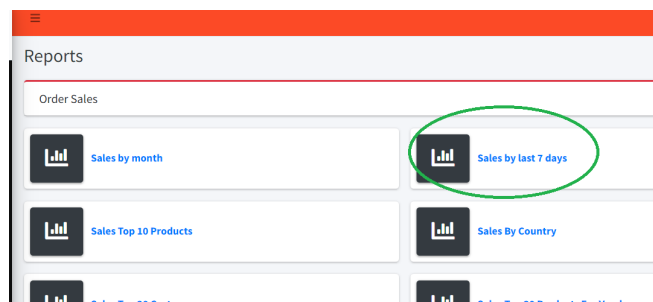 Reports
Order Sales
Sales by month
Sales by last 7 days
Sales Top 10 Products
Sales By Country